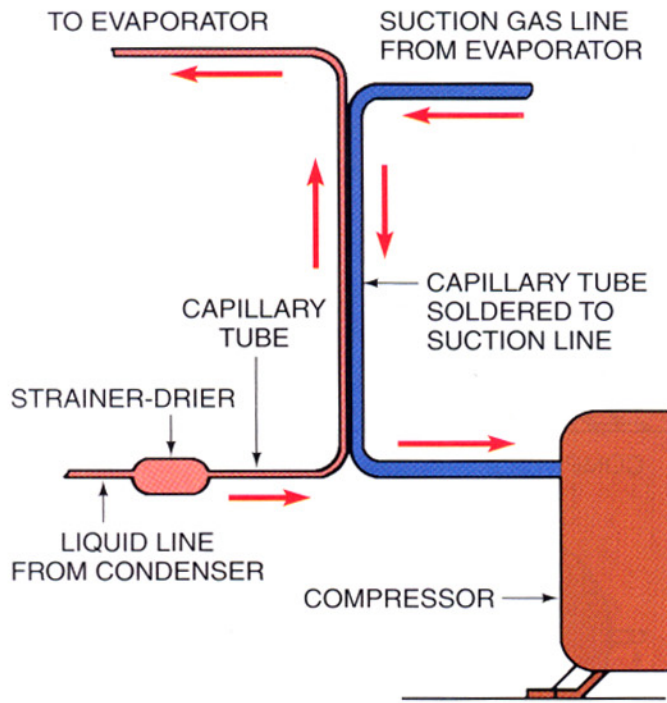 TO EVAPORATOR
SUCTION GAS LINE
FROM EVAPORATOR
CAPILLARY TUBE
SOLDERED TO
SUCTION LINE
CAPILLARY
TUBE
STRAINER-DRIER
LIQUID LINE
FROM CONDENSER
COMPRESSOR